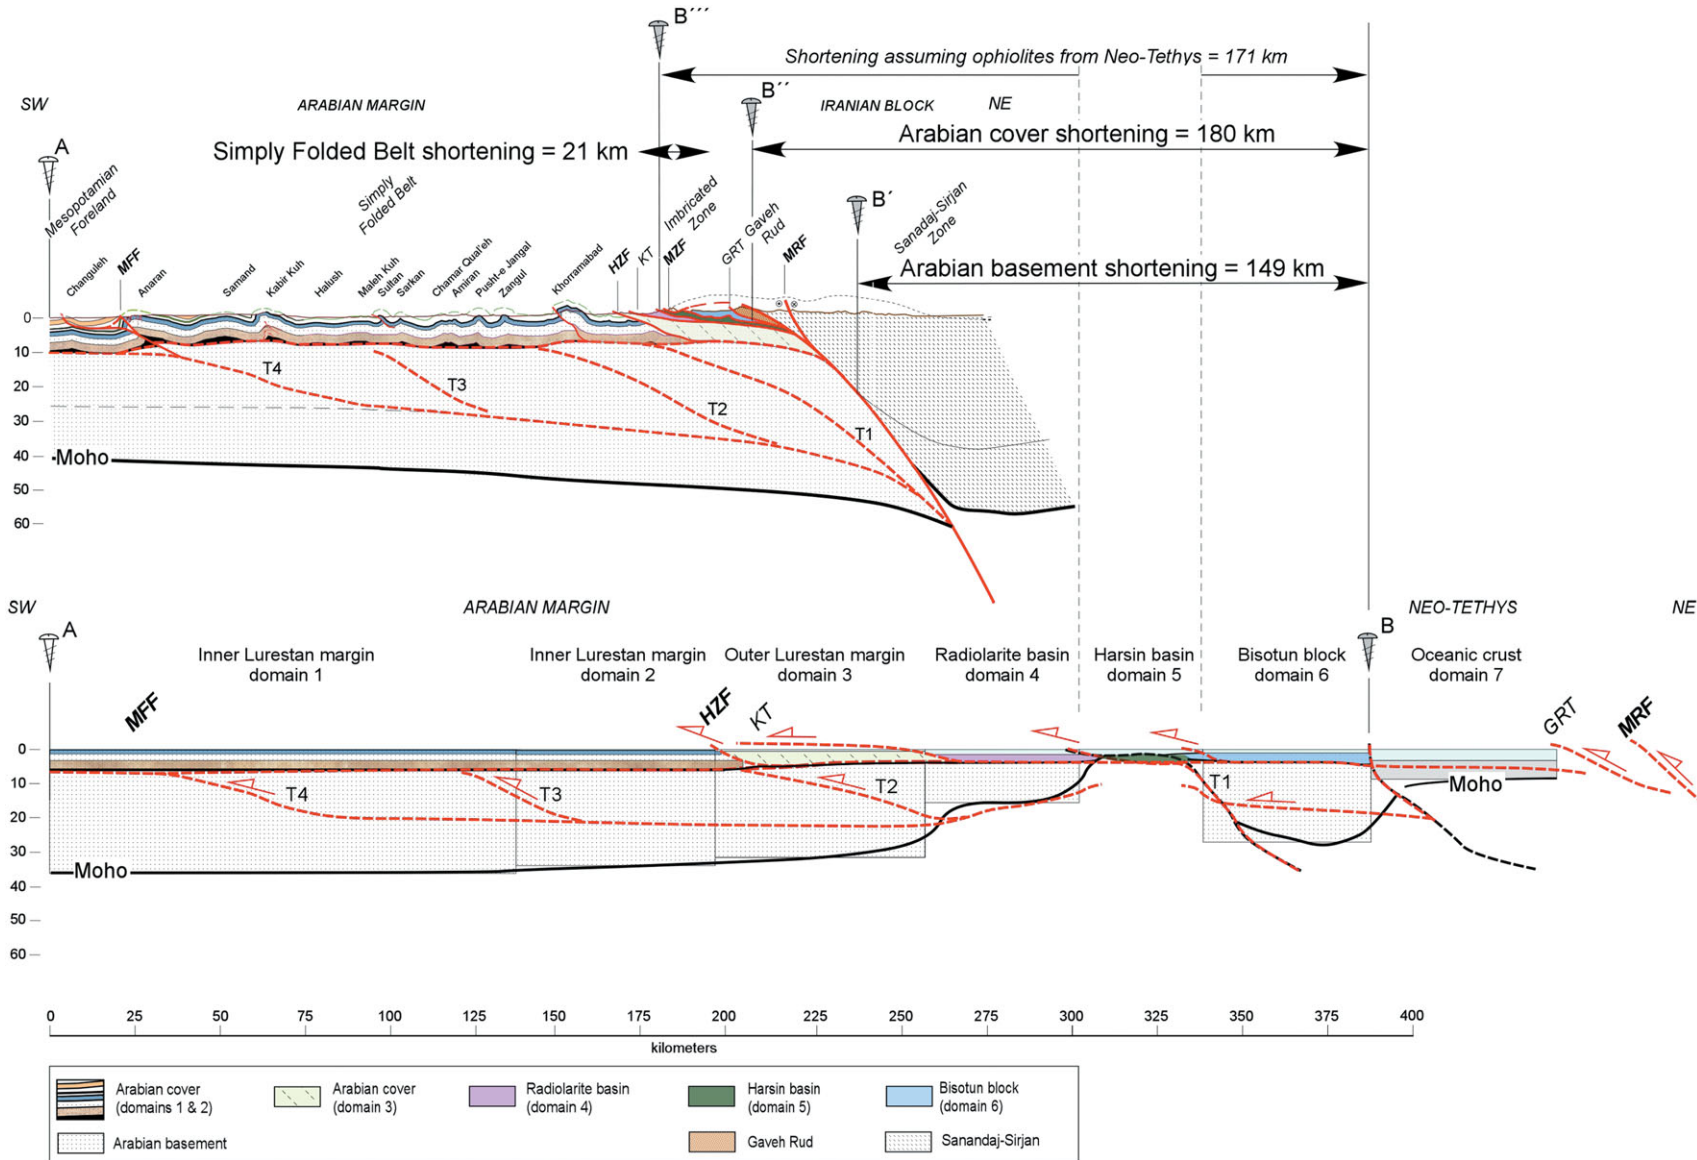 B´´´
Shortening assuming ophiolites from Neo-Tethys = 171 km
B´´
SW
ARABIAN MARGIN
IRANIAN BLOCK
NE
Arabian cover shortening = 180 km
A
Simply Folded Belt shortening = 21 km
Mesopotamian
Foreland
Simply
Folded Belt
Imbricated
Zone
Gaveh
Rud
B´
Sanandaj-Sirjan
Zone
Changuleh
MFF
Anaran
Samand
Kabir Kuh
Halush
Maleh Kuh
Sultan
Sarkan
Chamar Qual'eh
Amiran
Pusht-e Jangal
Zangul
Khorramabad
HZF
KT
MZF
GRT
MRF
Arabian basement shortening = 149 km
0
10
20
30
40
50
60
T4
T3
T2
T1
Moho
SW
ARABIAN MARGIN
NEO-TETHYS
NE
A
B
Inner Lurestan margin
domain 1
Inner Lurestan margin
domain 2
Outer Lurestan margin
domain 3
Radiolarite basin
domain 4
Harsin basin
domain 5
Bisotun block
domain 6
Oceanic crust
domain 7
MFF
HZF
KT
GRT
MRF
0
10
20
30
40
50
60
T4
T3
T2
T1
Moho
Moho
0 25 50 75 100 125 150 175 200 225 250 275 300 325 350 375 400
kilometers
Arabian cover
(domains 1 & 2)
Arabian cover
(domain 3)
Radiolarite basin
(domain 4)
Harsin basin
(domain 5)
Bisotun block
(domain 6)
Arabian basement
Gaveh Rud
Sanandaj-Sirjan